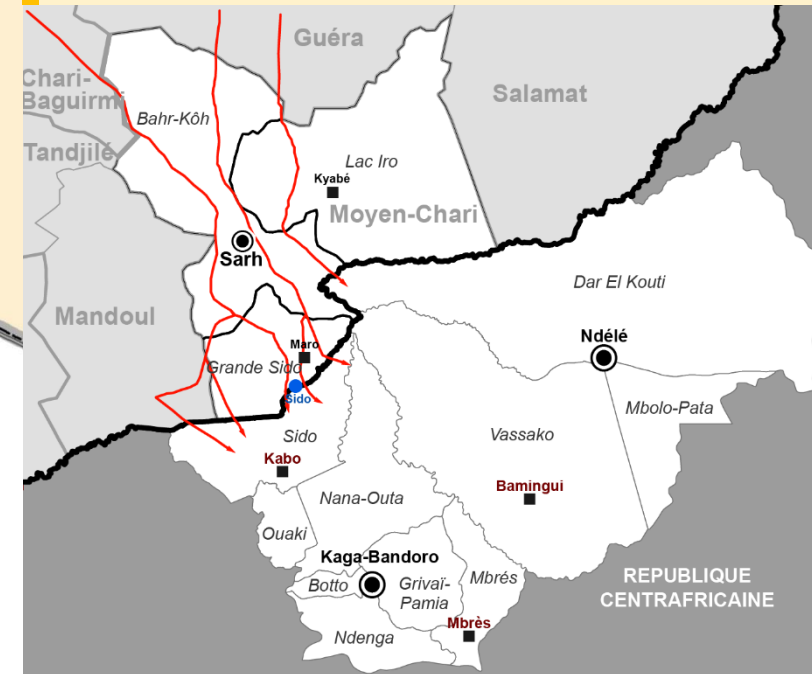 Guéra
Chari-
Baguirmi
Salamat
Bahr-Kôh
Tandjilé
Lac Iro
Kyabé
Moyen-Chari
Sarh
Dar El Kouti
Mandoul
Ndélé
Maro
Grande Sido
Sido
Mbolo-Pata
Sido
Vassako
Kabo
Bamingui
Nana-Outa
Ouaki
Kaga-Bandoro
REPUBLIQUE
CENTRAFRICAINE
Botto
Grivaï-
Pamia
Mbrés
Mbrès
Ndenga